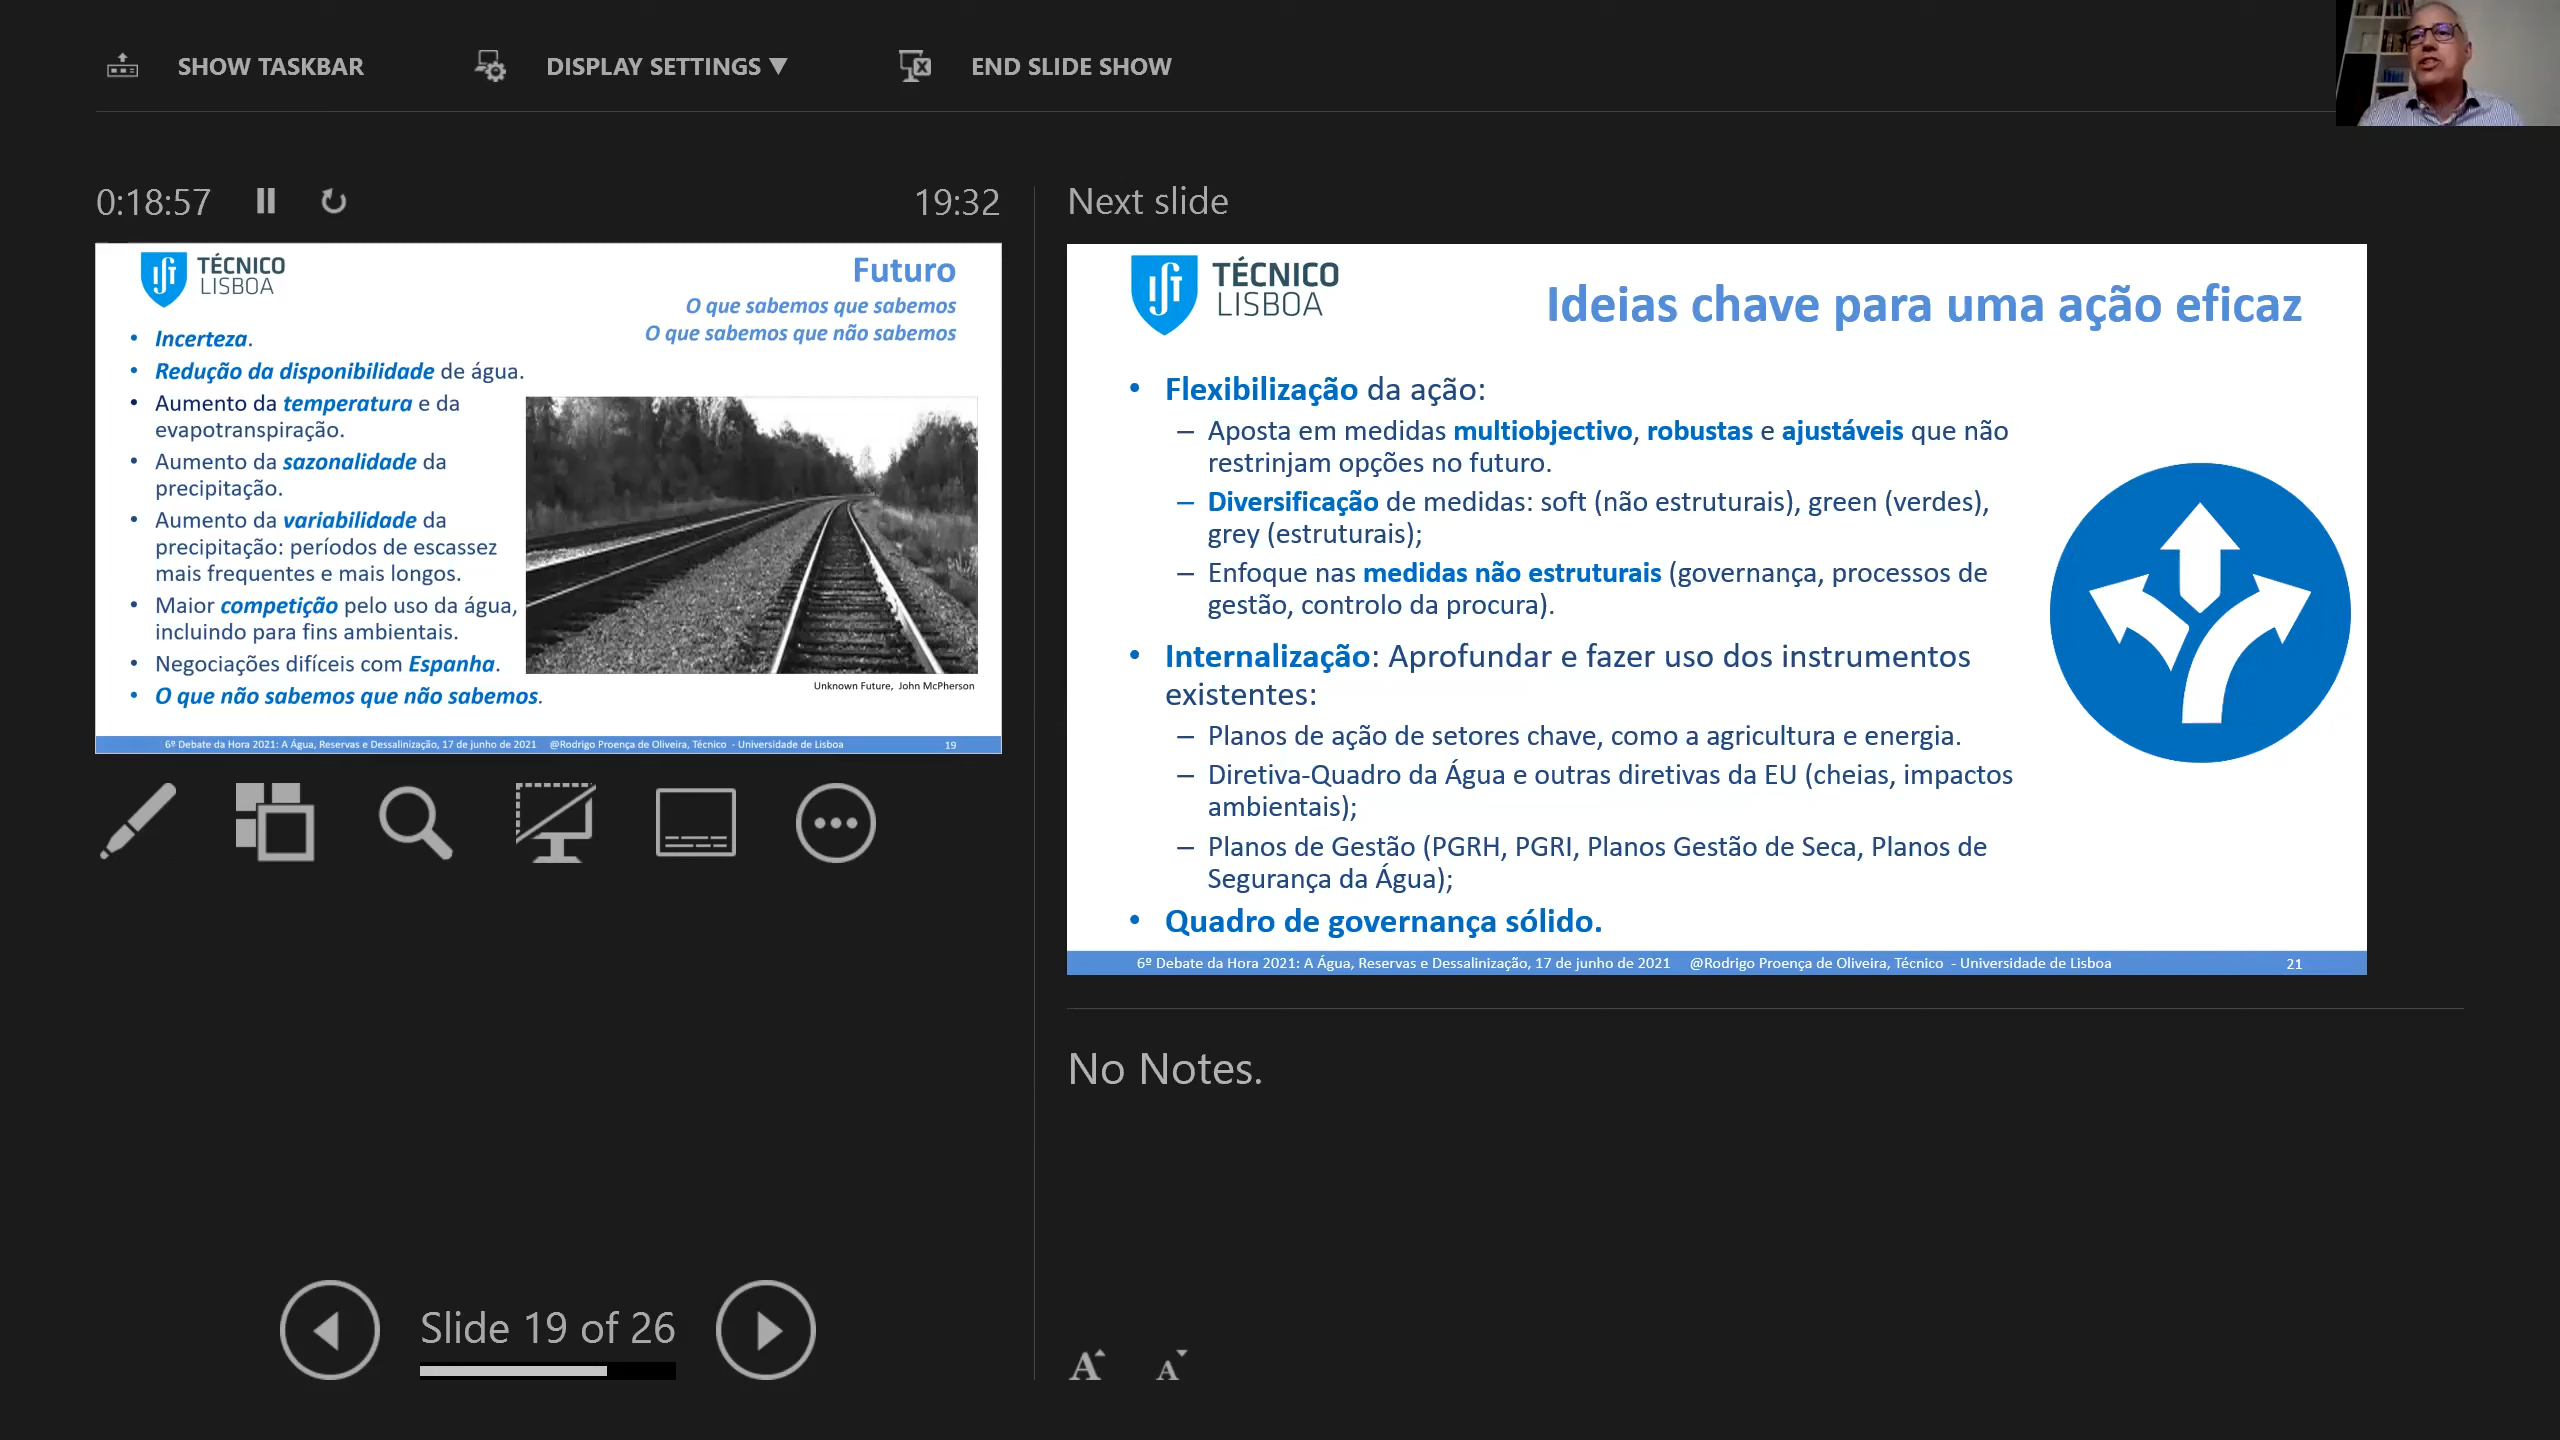 SHOW TASKBAR
DISPLAY SETTINGS ▼
END SLIDE SHOW
0:18:57
19:32
TÉCNICO
LISBOA
Futuro
O que sabemos que sabemos
O que sabemos que não sabemos
• Incerteza.
• Redução da disponibilidade de água.
• Aumento da temperatura e da
evapotranspiração.
• Aumento da sazonalidade da
precipitação.
• Aumento da variabilidade da
precipitação: períodos de escassez
mais frequentes e mais longos.
• Maior competição pelo uso da água,
incluindo para fins ambientais.
• Negociações difíceis com Espanha.
• O que não sabemos que não sabemos.
Unknown Future, John McPherson
6º Debate da Hora 2021: A Água, Reservas e Dessalinização, 17 de junho de 2021 @Rodrigo Proença de Oliveira, Técnico - Universidade de Lisboa 19
Slide 19 of 26
Next slide
TÉCNICO
LISBOA
Ideias chave para uma ação eficaz
• Flexibilização da ação:
– Aposta em medidas multiobjectivo, robustas e ajustáveis que não
restrinjam opções no futuro.
– Diversificação de medidas: soft (não estruturais), green (verdes),
grey (estruturais);
– Enfoque nas medidas não estruturais (governança, processos de
gestão, controlo da procura).
• Internalização: Aprofundar e fazer uso dos instrumentos
existentes:
– Planos de ação de setores chave, como a agricultura e energia.
– Diretiva-Quadro da Água e outras diretivas da EU (cheias, impactos
ambientais);
– Planos de Gestão (PGRH, PGRI, Planos Gestão de Seca, Planos de
Segurança da Água);
• Quadro de governança sólido.
6º Debate da Hora 2021: A Água, Reservas e Dessalinização, 17 de junho de 2021 @Rodrigo Proença de Oliveira, Técnico - Universidade de Lisboa 21
No Notes.
A A